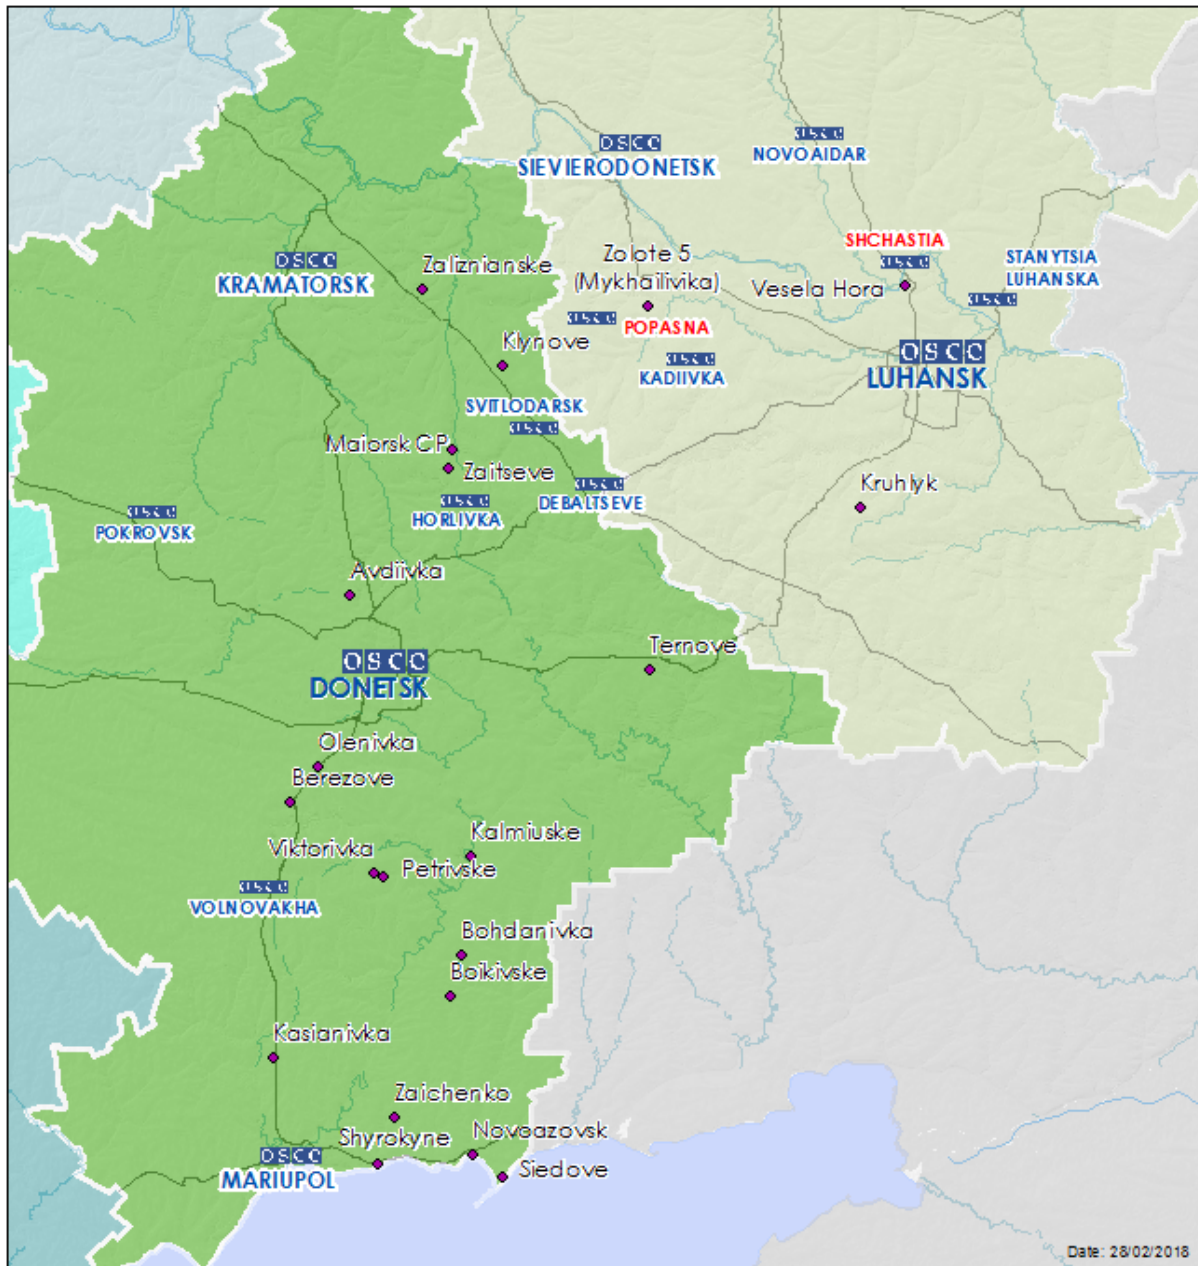 OSCE
SIEVIERODONETSK
OSCE
NOVOAIDAR
OSCE
KRAMATORSK
Zaliznianske
Zolote 5
(Mykhailivika)
SHCHASTIA
OSCE
Vesela Hora
STANYTSIA
LUHANSKA
OSCE
OSCE
POPASNA
Klynove
OSCE
KADIIVKA
OSCE
LUHANSK
SVITLODARSK
OSCE
Maiorsk CP
Zaitseve
OSCE
HORLIVKA
OSCE
DEBALTSEVE
Kruhlyk
OSCE
POKROVSK
Avdiivka
OSCE
DONETSK
Ternove
Olenivka
Berezove
Viktorivka
Kalmiuske
Petrivske
OSCE
VOLNOVAKHA
Bohdanivka
Boikivske
Kasianivka
Zaichenko
Shyrokyne
Novoazovsk
OSCE
MARIUPOL
Siedove
Date: 28/02/2018